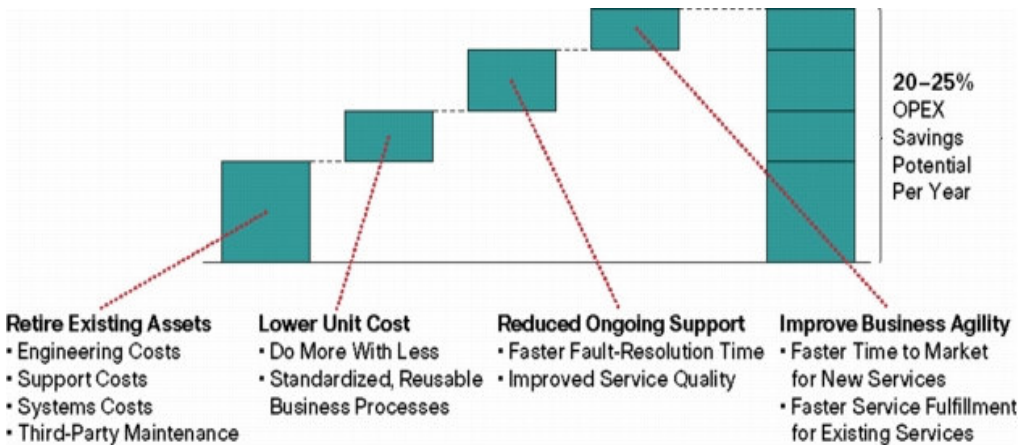 20–25%
OPEX
Savings
Potential
Per Year
Retire Existing Assets
• Engineering Costs
• Support Costs
• Systems Costs
• Third-Party Maintenance
Lower Unit Cost
• Do More With Less
• Standardized, Reusable
Business Processes
Reduced Ongoing Support
• Faster Fault-Resolution Time
• Improved Service Quality
Improve Business Agility
• Faster Time to Market
for New Services
• Faster Service Fulfillment
for Existing Services